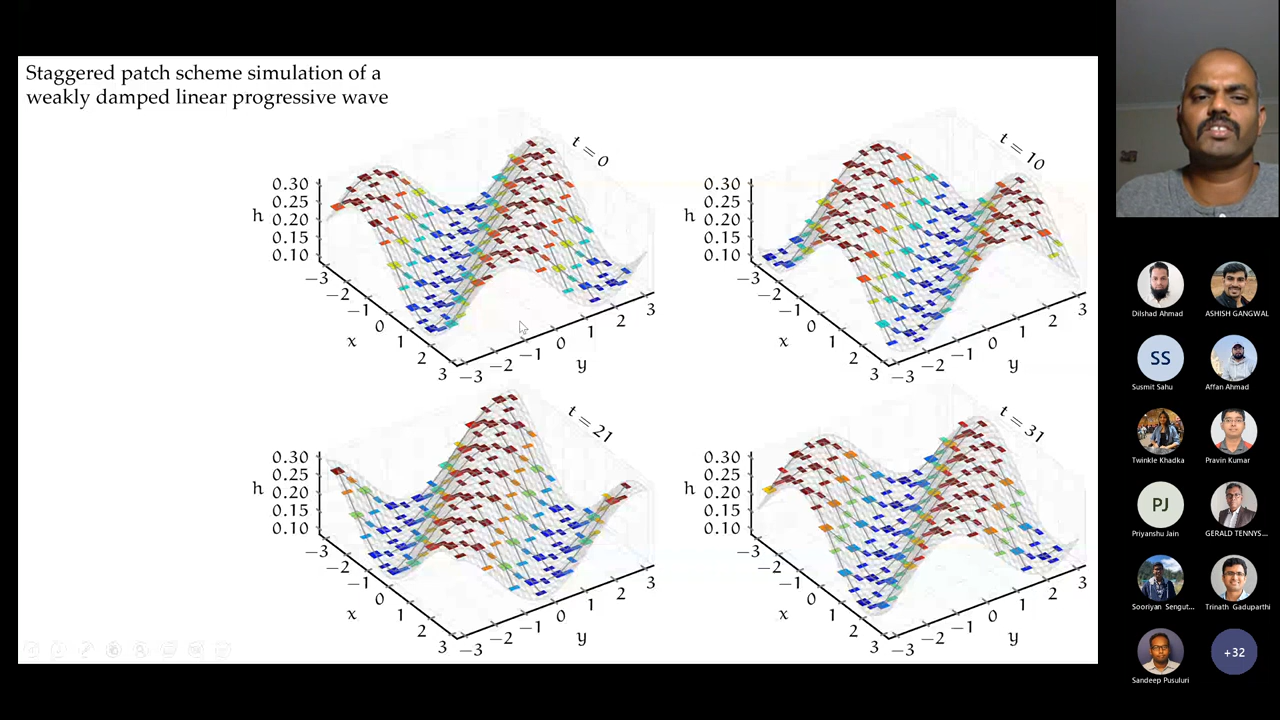 Staggered patch scheme simulation of a
weakly damped linear progressive wave
t = 0
0.30
0.25
h 0.20
0.15
0.10
−3
−2
−1
0
1
2
3
x
−3
−2
−1
0
1
2
3
y
t = 10
0.30
0.25
h 0.20
0.15
0.10
−3
−2
−1
0
1
2
3
x
−3
−2
−1
0
1
2
3
y
t = 21
0.30
0.25
h 0.20
0.15
0.10
−3
−2
−1
0
1
2
3
x
−3
−2
−1
0
1
2
3
y
t = 31
0.30
0.25
h 0.20
0.15
0.10
−3
−2
−1
0
1
2
3
x
−3
−2
−1
0
1
2
3
y
Dilshad Ahmad
ASHISH GANGWAL
SS
Susmit Sahu
Affan Ahmad
Twinkle Khadka
Pravin Kumar
PJ
Priyanshu Jain
GERALD TENNYS...
Sooriyan Sengut...
Trinath Gaduparthi
Sandeep Pusuluri
+32